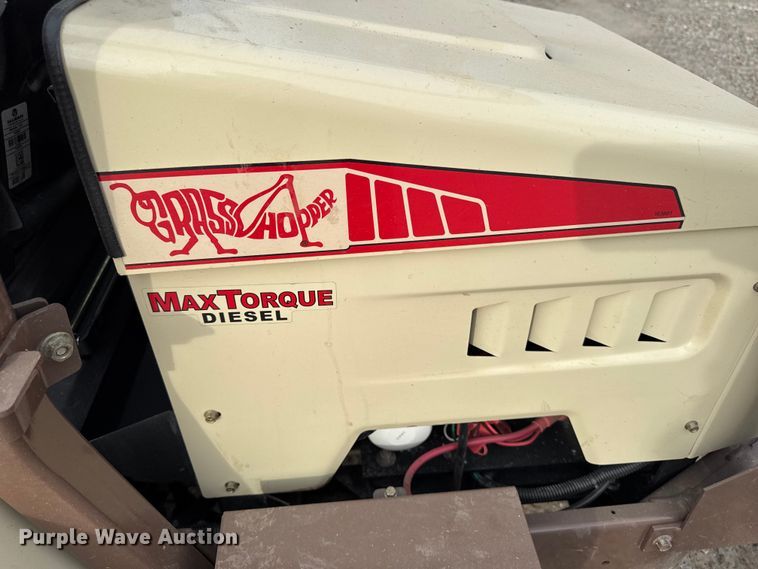 GRASSHOPPER
MAXTORQUE
DIESEL
Purple Wave Auction®